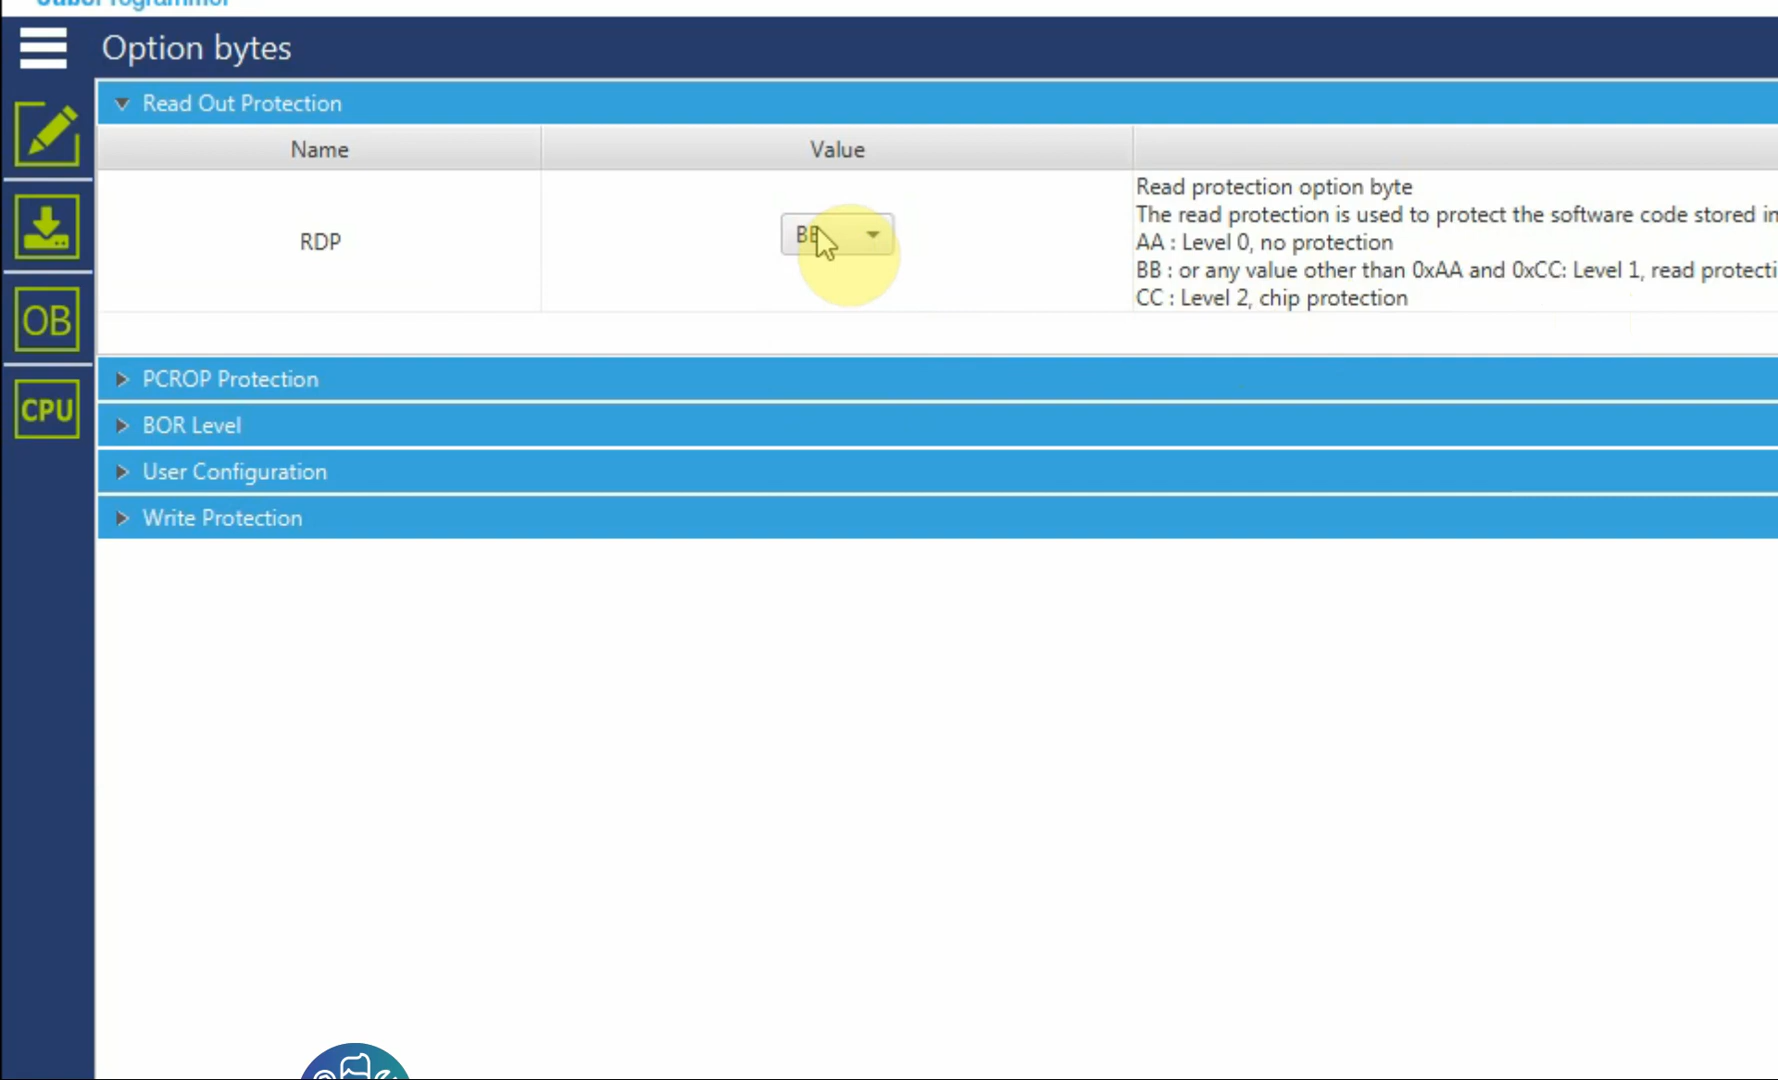 Option bytes
Read Out Protection
Name Value
Read protection option byte
The read protection is used to protect the software code stored in
RDP BB AA : Level 0, no protection
BB : or any value other than 0xAA and 0xCC: Level 1, read protecti
CC : Level 2, chip protection
OB
PCROP Protection
CPU
BOR Level
User Configuration
Write Protection